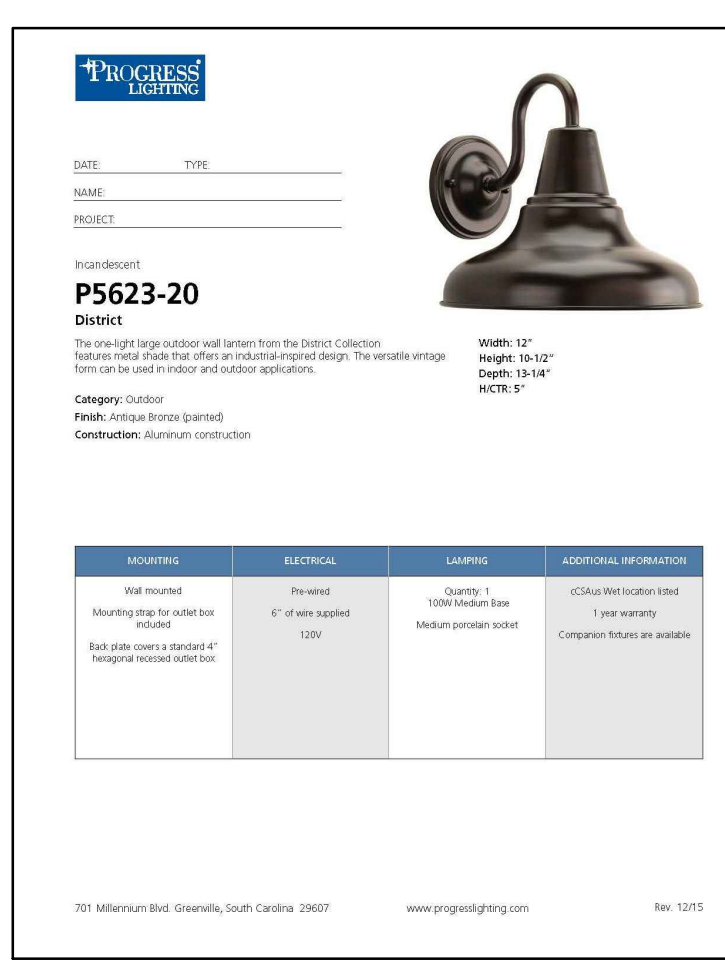 PROGRESS
LIGHTING
DATE: TYPE:
NAME:
PROJECT:
Incandescent
P5623-20
District
The one-light large outdoor wall lantern from the District Collection
features metal shade that offers an industrial-inspired design. The versatile vintage
form can be used in indoor and outdoor applications.
Category: Outdoor
Finish: Antique Bronze (painted)
Construction: Aluminum construction
Width: 12"
Height: 10-1/2"
Depth: 13-1/4"
H/CTR: 5"
MOUNTING
Wall mounted
Mounting strap for outlet box
included
Back plate covers a standard 4"
hexagonal recessed outlet box
ELECTRICAL
Pre-wired
6" of wire supplied
120V
LAMPING
Quantity: 1
100W Medium Base
Medium porcelain socket
ADDITIONAL INFORMATION
cCSAus Wet location listed
1 year warranty
Companion fixtures are available
701 Millennium Blvd. Greenville, South Carolina 29607 www.progresslighting.com Rev. 12/15